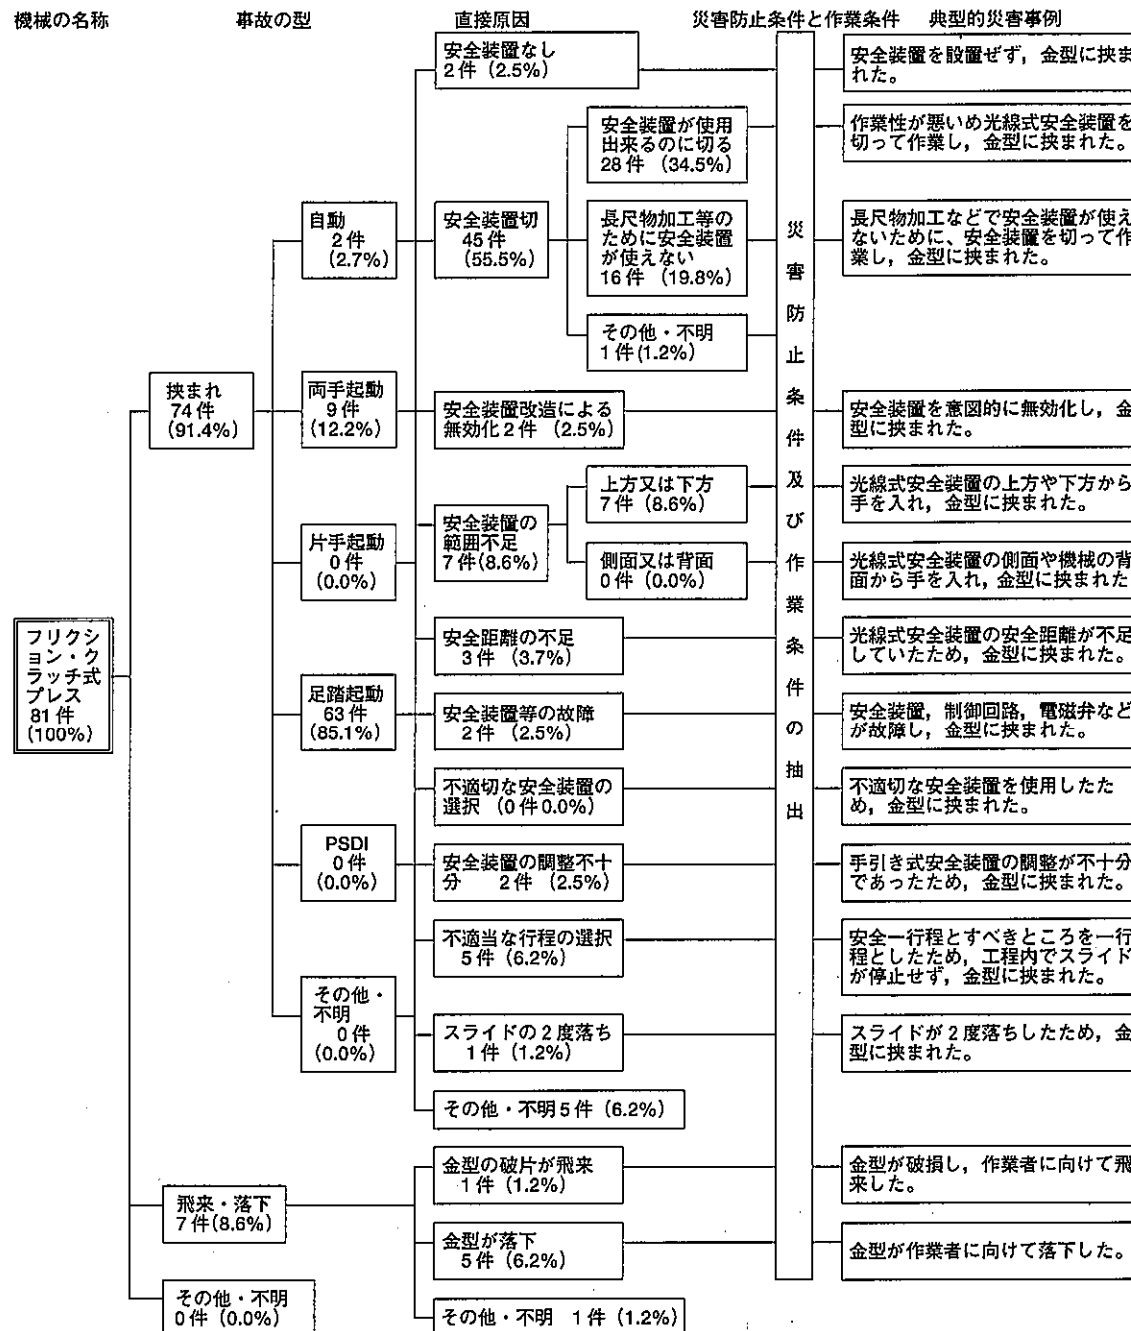 機械の名称
事故の型
直接原因
災害防止条件と作業条件
典型的災害事例
フリクシ
ョン・ク
ラッチ式
プレス
81件
(100%)
挟まれ
74件
(91.4%)
飛来・落下
7件(8.6%)
その他・不明
0件 (0.0%)
自動
2件
(2.7%)
両手起動
9件
(12.2%)
片手起動
0件
(0.0%)
足踏起動
63件
(85.1%)
PSDI
0件
(0.0%)
その他・
不明
0件
(0.0%)
安全装置なし
2件 (2.5%)
安全装置切
45件
(55.5%)
安全装置が使用
出来るのに切る
28件 (34.5%)
長尺物加工等の
ために安全装置
が使えない
16件 (19.8%)
その他・不明
1件(1.2%)
安全装置改造による
無効化2件 (2.5%)
安全装置の
範囲不足
7件(8.6%)
上方又は下方
7件 (8.6%)
側面又は背面
0件 (0.0%)
安全距離の不足
3件 (3.7%)
安全装置等の故障
2件 (2.5%)
不適切な安全装置の
選択 (0件0.0%)
安全装置の調整不十
分 2件 (2.5%)
不適当な行程の選択
5件 (6.2%)
スライドの2度落ち
1件 (1.2%)
その他・不明5件 (6.2%)
金型の破片が飛来
1件 (1.2%)
金型が落下
5件 (6.2%)
その他・不明 1件 (1.2%)
災害防止条件及び作業条件の抽出
安全装置を設置ぜず，金型に挟ま
れた。
作業性が悪いめ光線式安全装置を
切って作業し，金型に挟まれた。
長尺物加工などで安全装置が使え
ないために、安全装置を切って作
業し，金型に挟まれた。
安全装置を意図的に無効化し，金
型に挟まれた。
光線式安全装置の上方や下方から
手を入れ，金型に挟まれた。
光線式安全装置の側面や機械の背
面から手を入れ，金型に挟まれた
光線式安全装置の安全距離が不足
していたため，金型に挟まれた。
安全装置，制御回路，電磁弁など
が故障し，金型に挟まれた。
不適切な安全装置を使用したた
め，金型に挟まれた。
手引き式安全装置の調整が不十分
であったため，金型に挟まれた。
安全一行程とすべきところを一行
程としたため，工程内でスライド
が停止せず，金型に挟まれた。
スライドが2度落ちしたため，金
型に挟まれた。
金型が破損し，作業者に向けて飛
来した。
金型が作業者に向けて落下した。